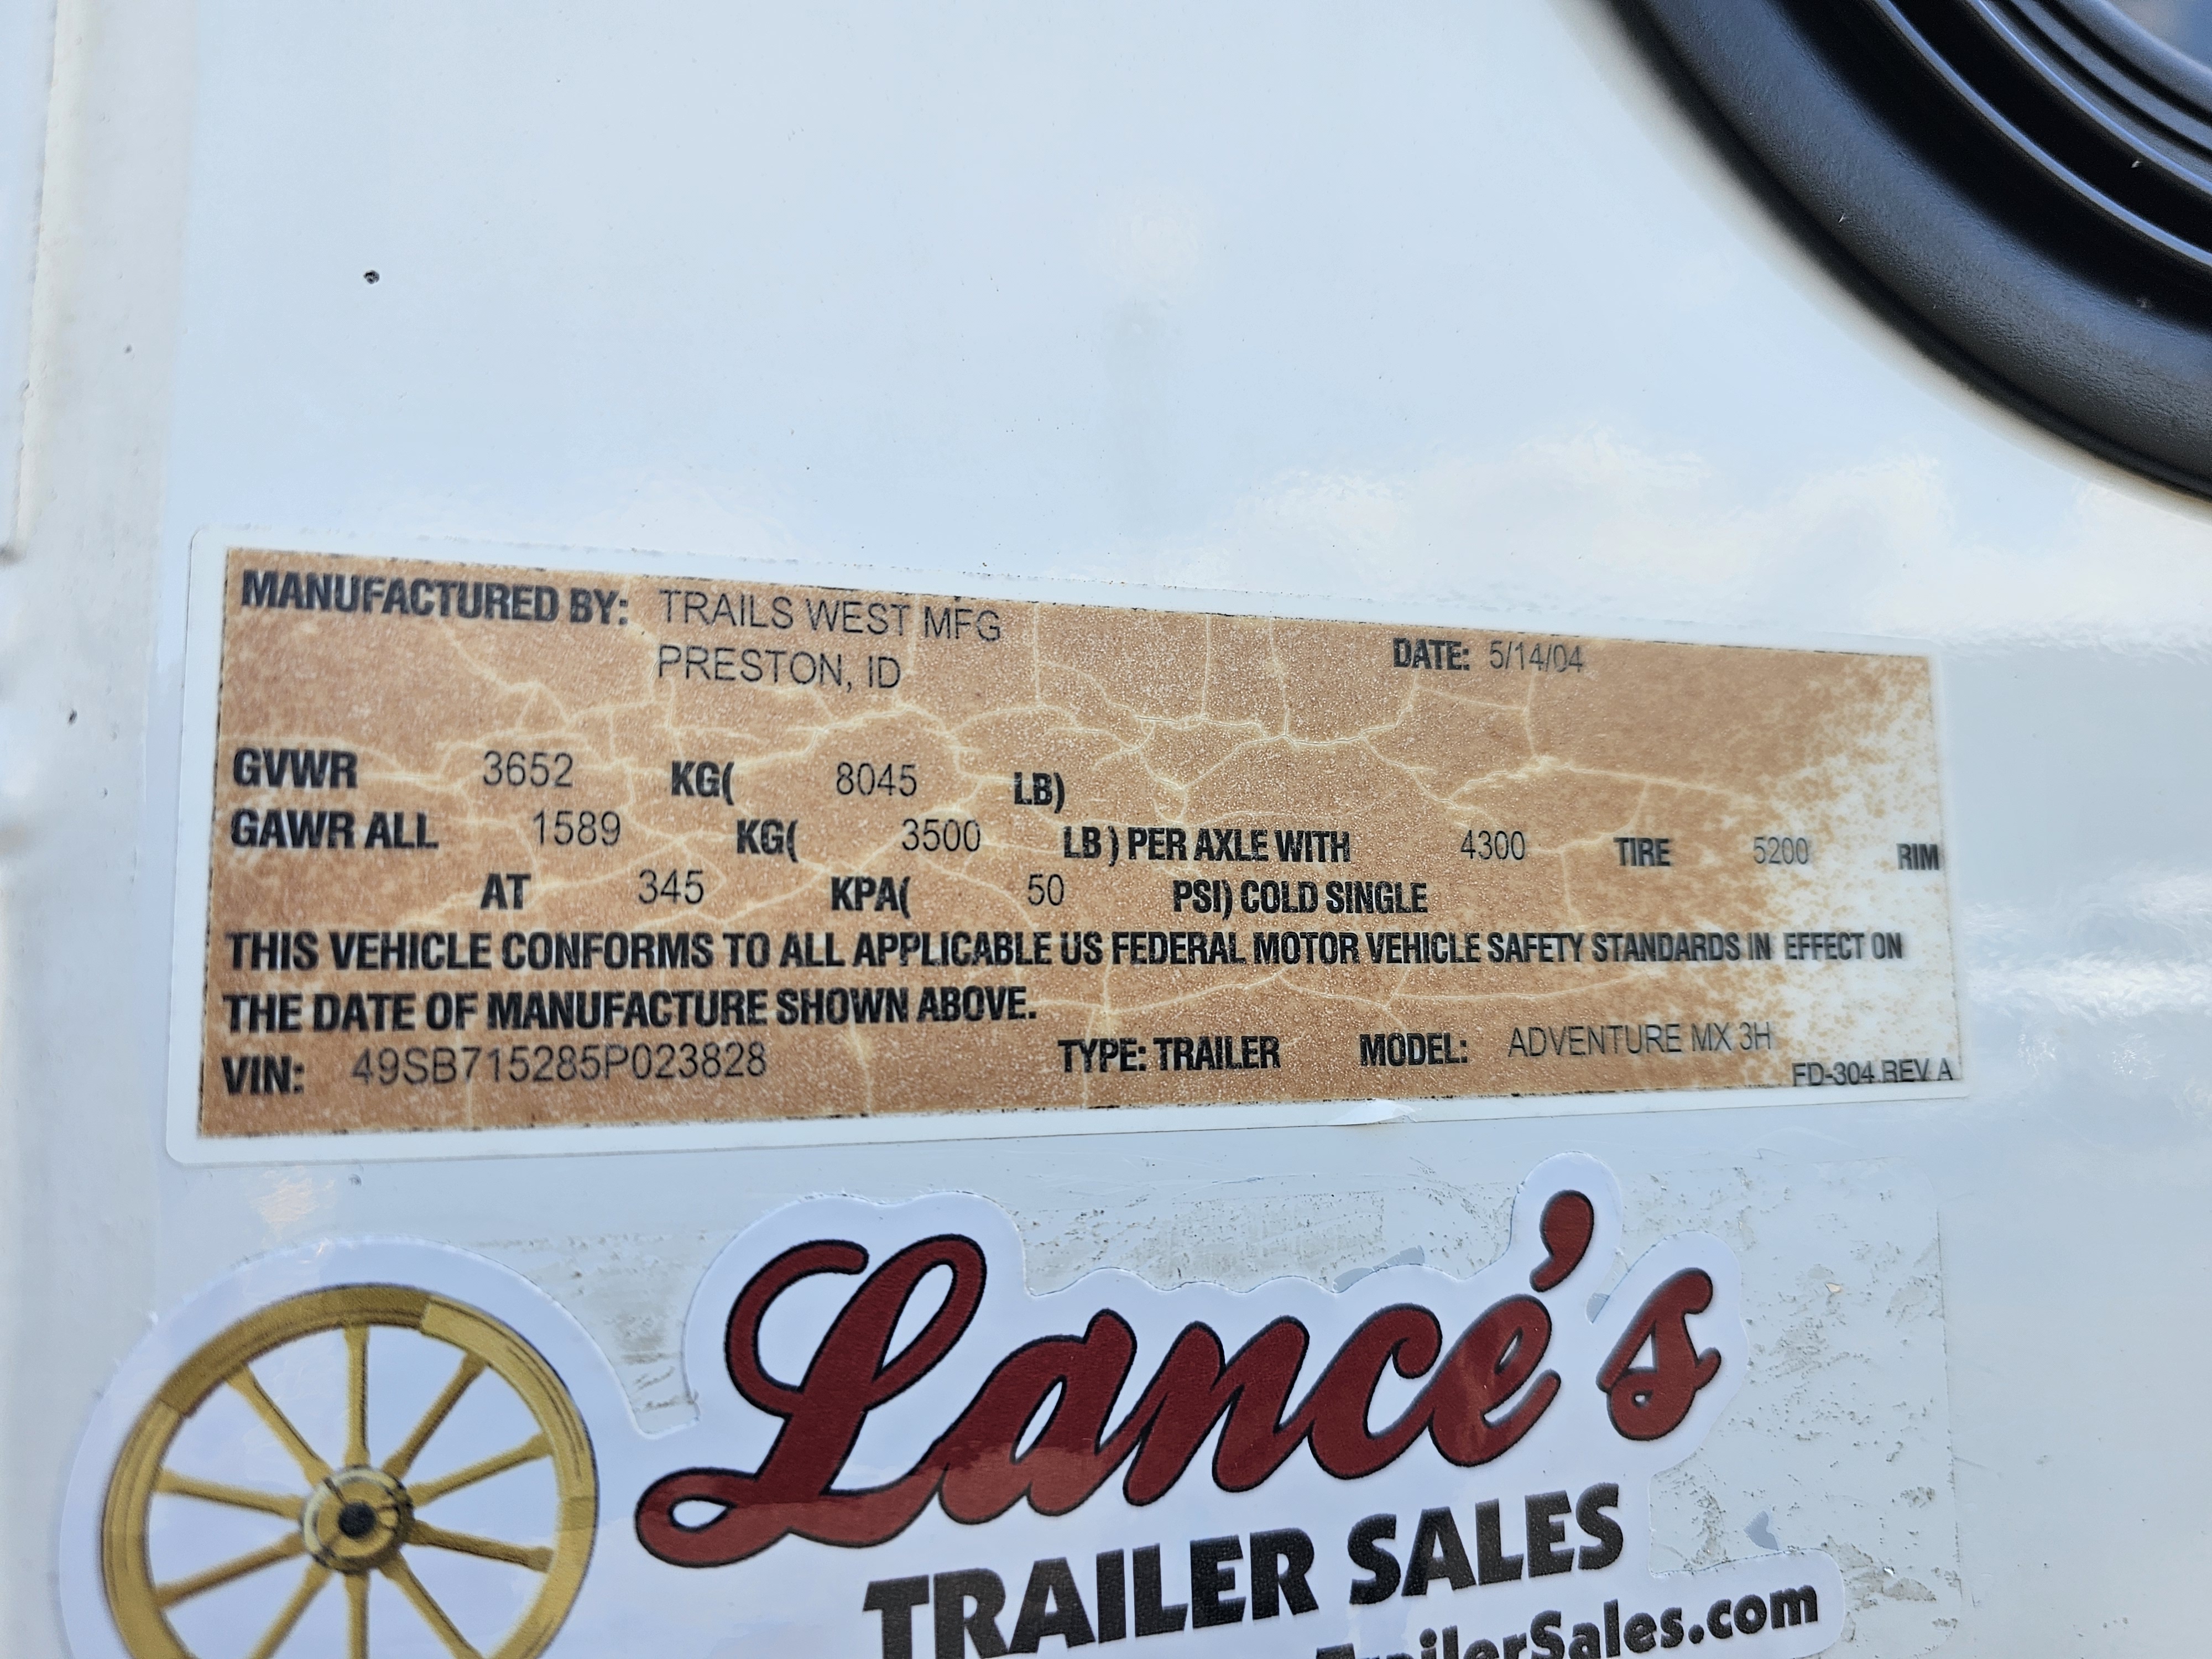 MANUFACTURED BY: TRAILS WEST MFG
PRESTON, ID
DATE: 5/14/04
GVWR 3652 KG( 8045 LB)
GAWR ALL 1589 KG( 3500 LB) PER AXLE WITH 4300 TIRE 5200 RIM
AT 345 KPA( 50 PSI) COLD SINGLE
THIS VEHICLE CONFORMS TO ALL APPLICABLE US FEDERAL MOTOR VEHICLE SAFETY STANDARDS IN EFFECT ON
THE DATE OF MANUFACTURE SHOWN ABOVE.
VIN: 49SB715285P023828 TYPE: TRAILER MODEL: ADVENTURE MX 3H
FD-304 REV A
Lance's
TRAILER SALES
TrailerSales.com